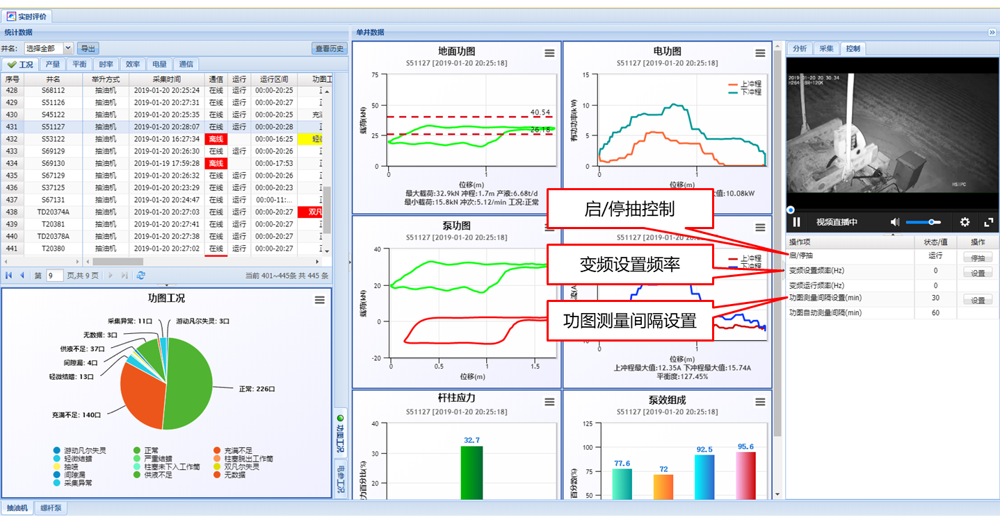 实时评价
统计数据
井名: 选择全部 导出 查看历史
工况 产量 平衡 时率 效率 电量 通信
序号 井名 举升方式 采集时间 通信 运行 运行区间 功图工
428 S68112 抽油机 2019-01-20 20:25:24 在线 运行 00:00-20:25
429 S51126 抽油机 2019-01-20 20:27:31 在线 运行 00:00-20:27
430 S45122 抽油机 2019-01-20 20:25:35 在线 运行 00:00-20:25 充
431 S51127 抽油机 2019-01-20 20:28:07 在线 运行 00:00-20:28
432 S53122 抽油机 2019-01-20 16:27:34 离线 00:00-16:25 轻
433 S69129 抽油机 2019-01-20 20:26:30 在线 运行 00:00-20:26
434 S69130 抽油机 2019-01-19 17:59:28 离线 00:00-17:53
435 S67129 抽油机 2019-01-20 20:26:32 在线 运行 00:00-20:26
436 S37125 抽油机 2019-01-20 20:23:29 在线 运行 00:00-20:23
437 S67131 抽油机 2019-01-20 20:24:47 在线 运行 00:00-11:...
438 TD20374A 抽油机 2019-01-20 20:27:03 在线 运行 00:00-20:27 双凡
439 T20381 抽油机 2019-01-20 20:27:41 在线 运行 00:00-20:27
440 TD20378A 抽油机 2019-01-20 20:27:38 在线 运行 00:00-20:27
441 T20380 抽油机 2019-01-20 20:27:02 在线 运行 00:00-20:27
第 9 页,共 9 页 当前 401~445条 共 445 条
功图工况
采集异常: 11口 游动凡尔失灵: 3口
无数据: 3口
供液不足: 37口
间隙漏: 4口
轻微结蜡: 13口
正常: 226口
充满不足: 140口
游动凡尔失灵 正常 充满不足
轻微结蜡 严重结蜡 柱塞脱出工作筒
抽喷 柱塞未下入工作筒 双凡尔失灵
间隙漏 供液不足 无数据
采集异常
功图工况
电参工况
抽油机 螺杆泵
单井数据
地面功图
S51127 [2019-01-20 20:25:18]
75
50
25
0
载荷(kN)
40.54
26.18
0 1
位移(m)
最大载荷:32.9kN 冲程:1.7m 产液:6.68t/d
最小载荷:15.8kN 冲次:5.12/min 工况:正常
电功图
S51127 [2019-01-20 20:25:18]
上冲程
下冲程
15
10
5
0
有功功率(kW)
0 1
位移(m)
值:10.08kW
泵功图
S51127 [2019-01-20 20:25:18]
40
20
0
-20
载荷(kN)
0 0.5 1 1.5
位移(m)
S51127 [2019-01-20 20:25:18]
上冲程
下冲程
流(A
0 1
位移(m)
上冲程最大值:12.35A 下冲程最大值:15.74A
平衡度:127.45%
杆柱应力
S51127 [2019-01-20 20:25:18]
40
30
20
力百分比(%)
32.7
泵效组成
S51127 [2019-01-20 20:25:18]
125
100
75
50
百分数(%)
77.6 72 92.5 95.6
启/停抽控制
变频设置频率
功图测量间隔设置
分析 采集 控制
2019-01-20 20.30.34
H264 BR=120K
HSIPC
视频直播中
操作项 状态/值 操作
启/停抽 运行 停抽
变频设置频率(Hz) 0 设置
变频运行频率(Hz) 0
功图测量间隔设置(min) 30 设置
功图自动测量间隔(min) 60